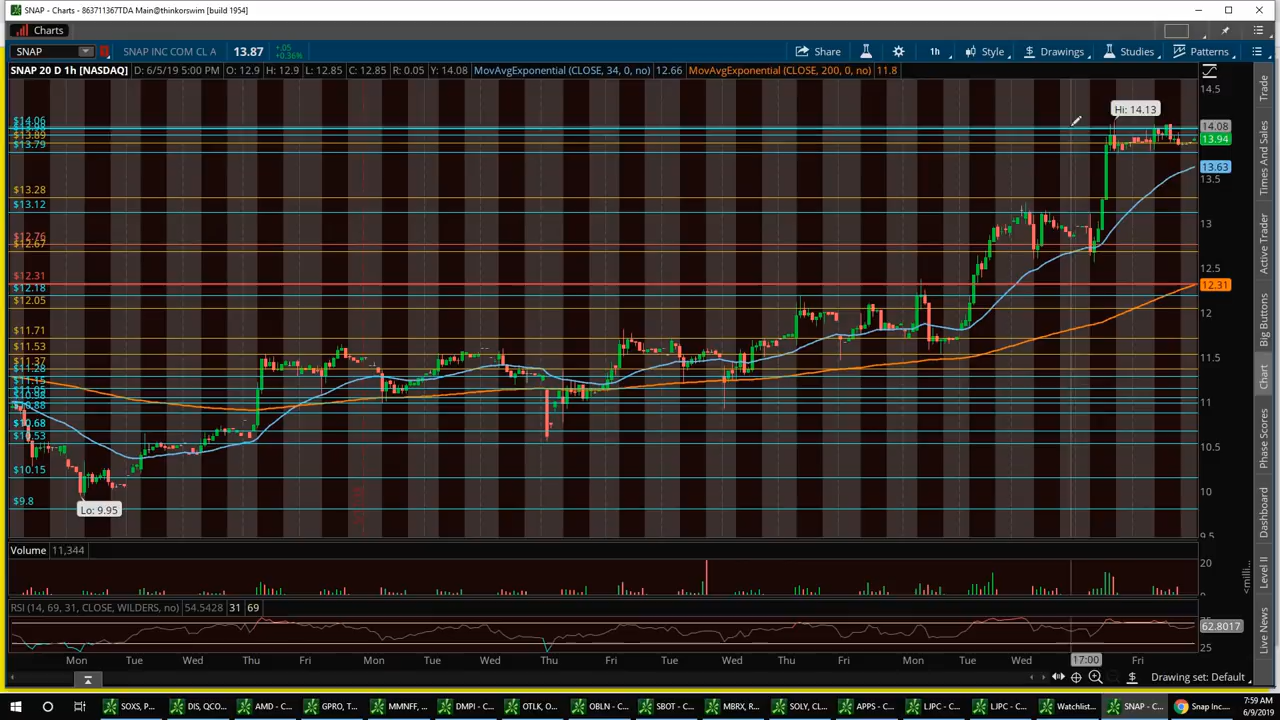 SNAP - Charts - 863711367TDA Main@thinkorswim [build 1954]
Charts
SNAP SNAP INC COM CL A 13.87 +.05 +0.36% Share 1h Style Drawings Studies Patterns
SNAP 20 D 1h [NASDAQ] D: 6/5/19 5:00 PM O: 12.9 H: 12.9 L: 12.85 C: 12.85 R: 0.05 Y: 14.08 MovAvgExponential (CLOSE, 34, 0, no) 12.66 MovAvgExponential (CLOSE, 200, 0, no) 11.8
14.5
Hi: 14.13
$14.06
14.08
$13.89
13.94
$13.79
13.63
13.5
$13.28
$13.12
13
$12.76
$12.67
12.5
$12.31
12.31
$12.18
$12.05
12
$11.71
$11.53
11.5
$11.37
$11.28
$11.15
$10.98
11
$10.88
$10.68
$10.53
10.5
$10.15
10
$9.8
Lo: 9.95
9.5
Volume 11,344
20
<milli...
RSI (14, 69, 31, CLOSE, WILDERS, no) 54.5428 31 69
62.8017
25
Mon Tue Wed Thu Fri Mon Tue Wed Thu Fri Mon Tue Wed Thu Fri Mon Tue Wed 17:00 Fri
Drawing set: Default
Trade
Times And Sales
Active Trader
Big Buttons
Chart
Phase Scores
Dashboard
Level II
Live News
SOXS, P... DIS, QCO... AMD - C... GPRO, T... MMNFF, ... DMPI - C... OTLK, O... OBLN - C... SBOT - C... MBRX, R... SOLY, C... APPS - C... LJPC - C... LJPC - C... Watchlist... SNAP - C... Snap Inc...
7:59 AM
6/9/2019